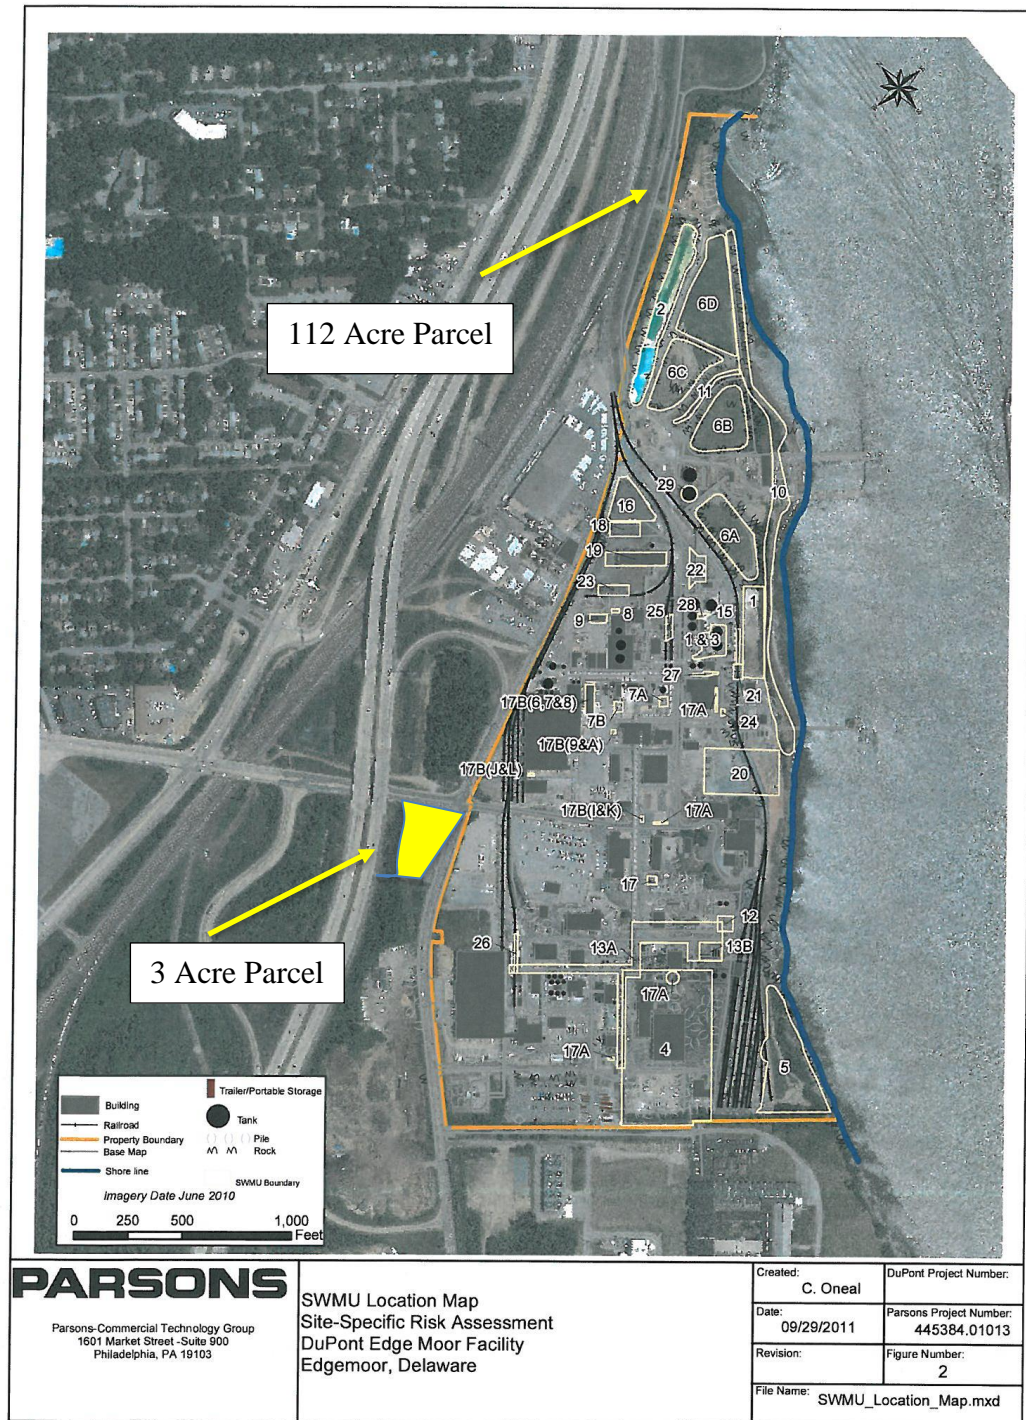 112 Acre Parcel
2
6D
6C
11
6B
10
29
16
6A
18
19
22
23
1
8
9
25
28
15
1 & 3
27
7A
17B(6,7&8)
17A
21
7B
24
17B(9&A)
17B(J&L)
20
17B(I&K)
17A
17
12
3 Acre Parcel
26
13A
13B
17A
4
17A
5
Building
Railroad
Property Boundary
Base Map
Shore line
Trailer/Portable Storage
Tank
Pile
Rock
SWMU Boundary
Imagery Date June 2010
0 250 500 1,000
Feet
PARSONS
Parsons-Commercial Technology Group
1601 Market Street -Suite 900
Philadelphia, PA 19103
SWMU Location Map
Site-Specific Risk Assessment
DuPont Edge Moor Facility
Edgemoor, Delaware
Created:
C. Oneal
DuPont Project Number:
Date:
09/29/2011
Parsons Project Number:
445384.01013
Revision:
Figure Number:
2
File Name: SWMU_Location_Map.mxd